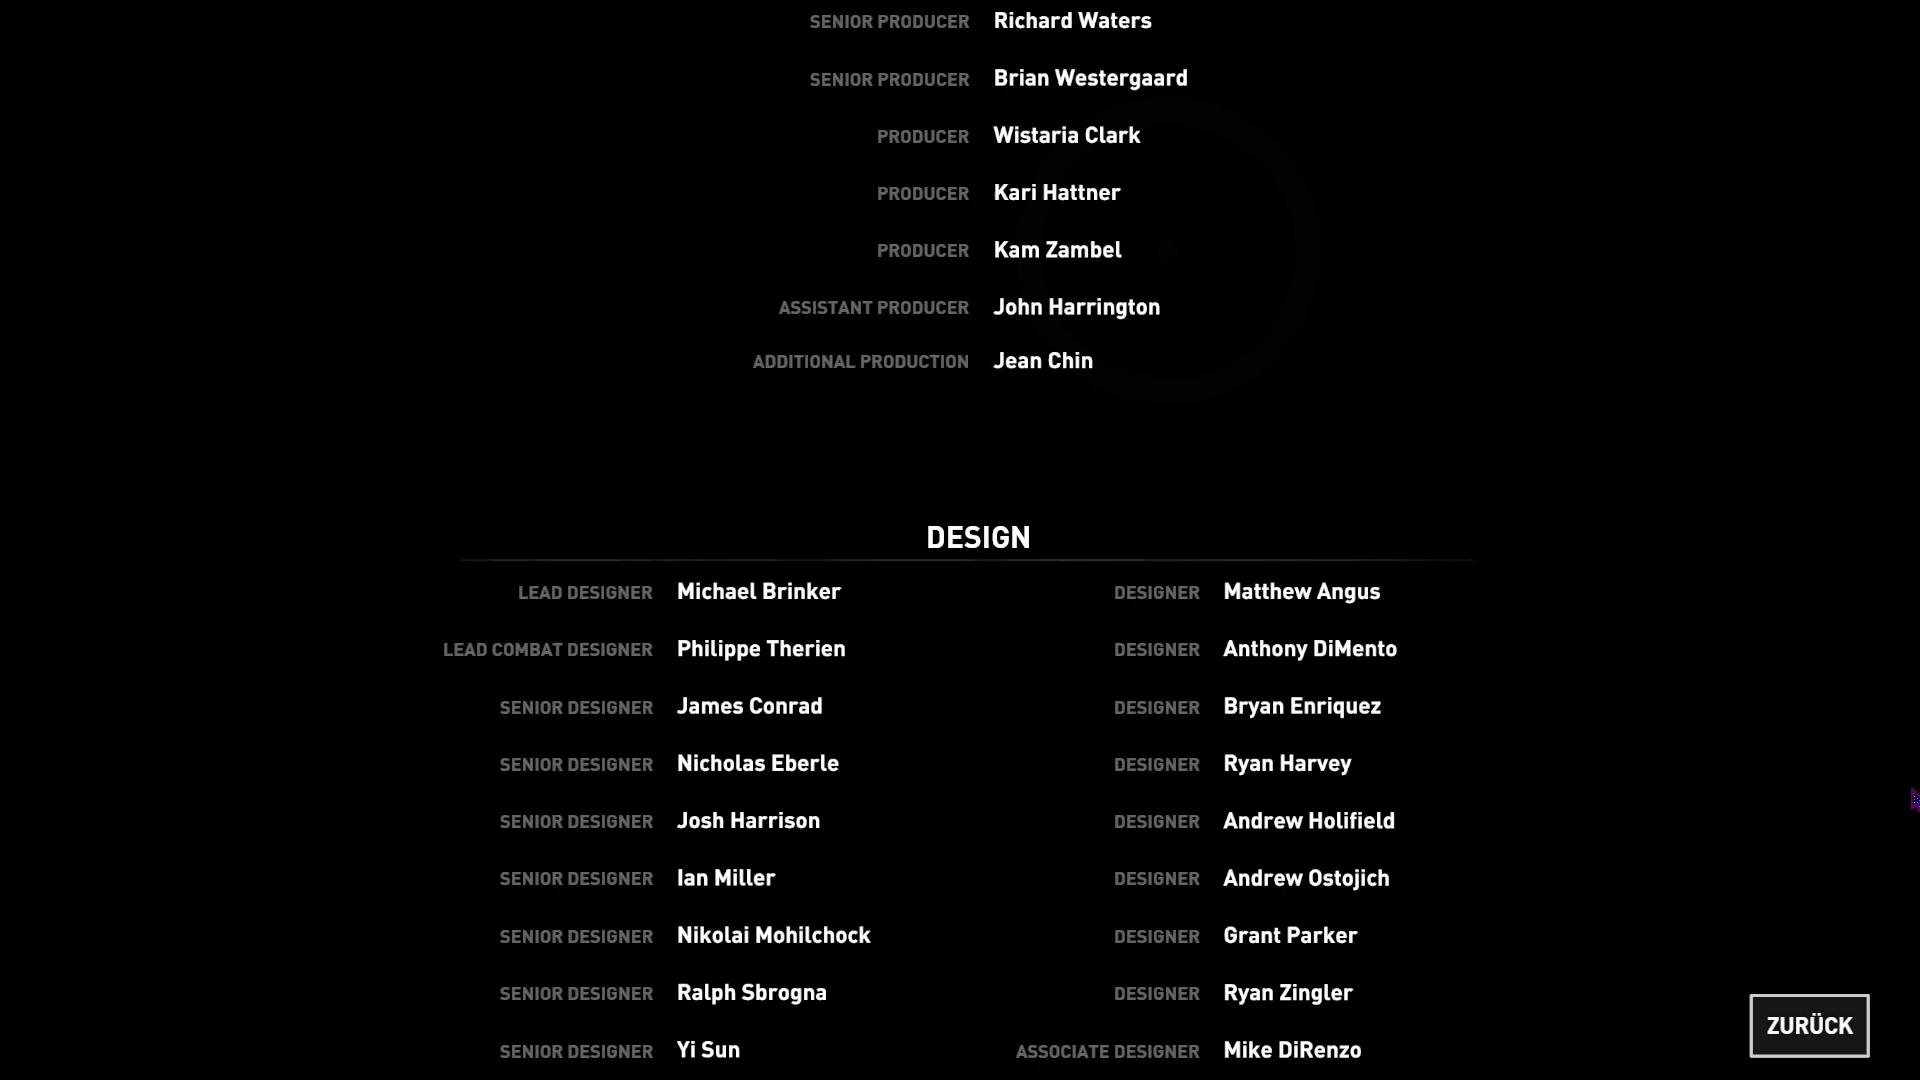 SENIOR PRODUCER Richard Waters
SENIOR PRODUCER Brian Westergaard
PRODUCER Wistaria Clark
PRODUCER Kari Hattner
PRODUCER Kam Zambel
ASSISTANT PRODUCER John Harrington
ADDITIONAL PRODUCTION Jean Chin
DESIGN
LEAD DESIGNER Michael Brinker
LEAD COMBAT DESIGNER Philippe Therien
SENIOR DESIGNER James Conrad
SENIOR DESIGNER Nicholas Eberle
SENIOR DESIGNER Josh Harrison
SENIOR DESIGNER Ian Miller
SENIOR DESIGNER Nikolai Mohilchock
SENIOR DESIGNER Ralph Sbrogna
SENIOR DESIGNER Yi Sun
DESIGNER Matthew Angus
DESIGNER Anthony DiMento
DESIGNER Bryan Enriquez
DESIGNER Ryan Harvey
DESIGNER Andrew Holifield
DESIGNER Andrew Ostojich
DESIGNER Grant Parker
DESIGNER Ryan Zingler
ASSOCIATE DESIGNER Mike DiRenzo
ZURÜCK